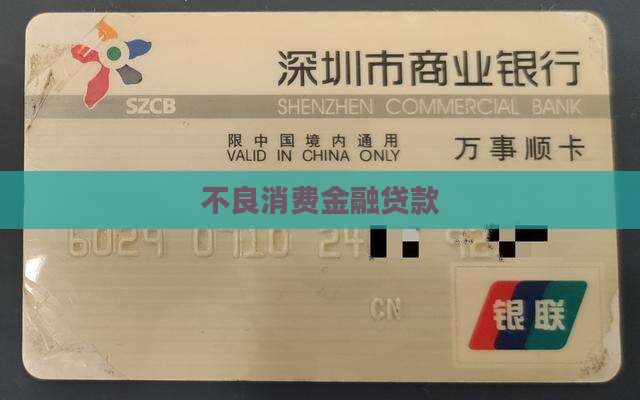 深圳市商业银行
SZCB SHENZHEN COMMERCIAL BANK
限中国境内通用
VALID IN CHINA ONLY
万事顺卡
不良消费金融贷款
6029 0710 24
CN
银联